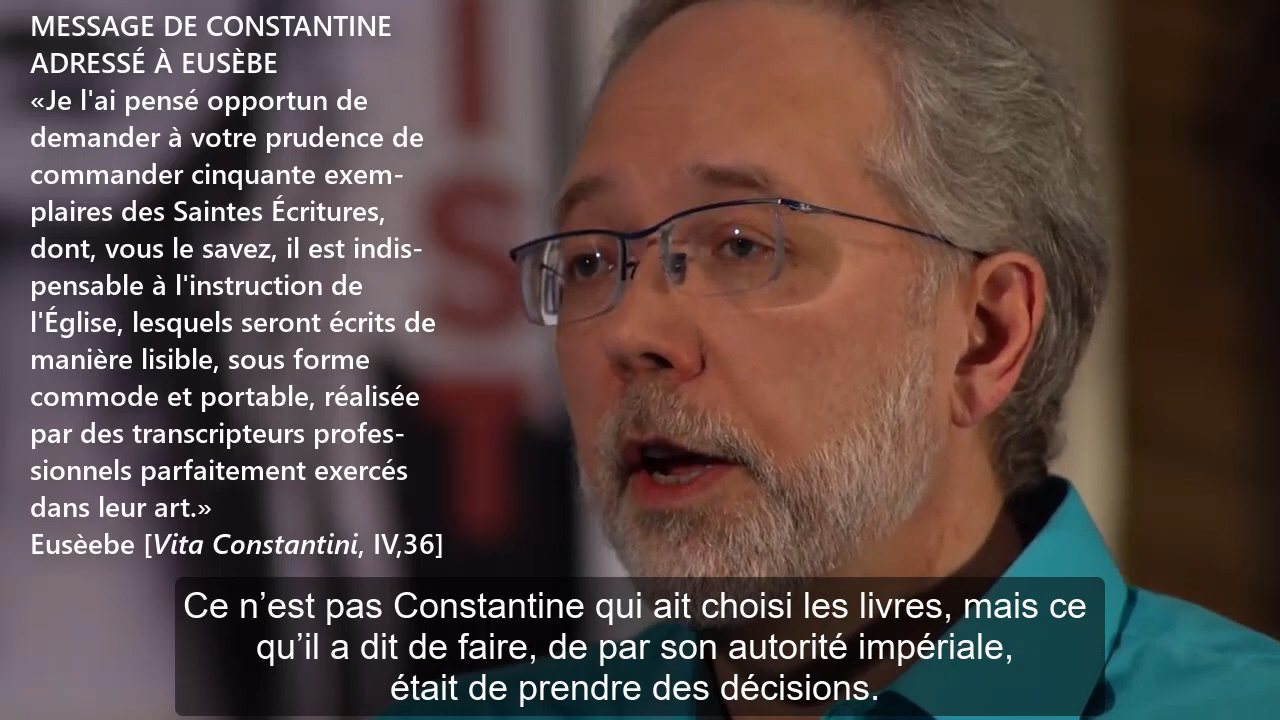 MESSAGE DE CONSTANTINE
ADRESSÉ À EUSÈBE
«Je l'ai pensé opportun de
demander à votre prudence de
commander cinquante exem-
plaires des Saintes Écritures,
dont, vous le savez, il est indis-
pensable à l'instruction de
l'Église, lesquels seront écrits de
manière lisible, sous forme
commode et portable, réalisée
par des transcripteurs profes-
sionnels parfaitement exercés
dans leur art.»
Eusèebe [Vita Constantini, IV,36]
Ce n’est pas Constantine qui ait choisi les livres, mais ce
qu’il a dit de faire, de par son autorité impériale,
était de prendre des décisions.